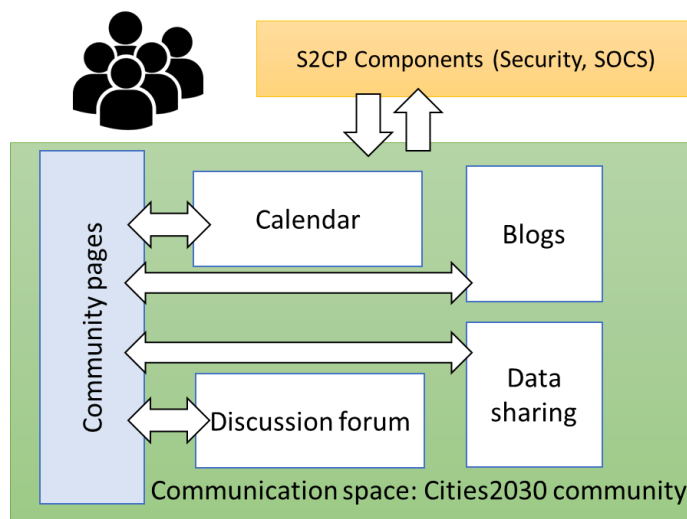 S2CP Components (Security, SOCS)
Community pages
Calendar
Blogs
Discussion forum
Data
sharing
Communication space: Cities2030 community